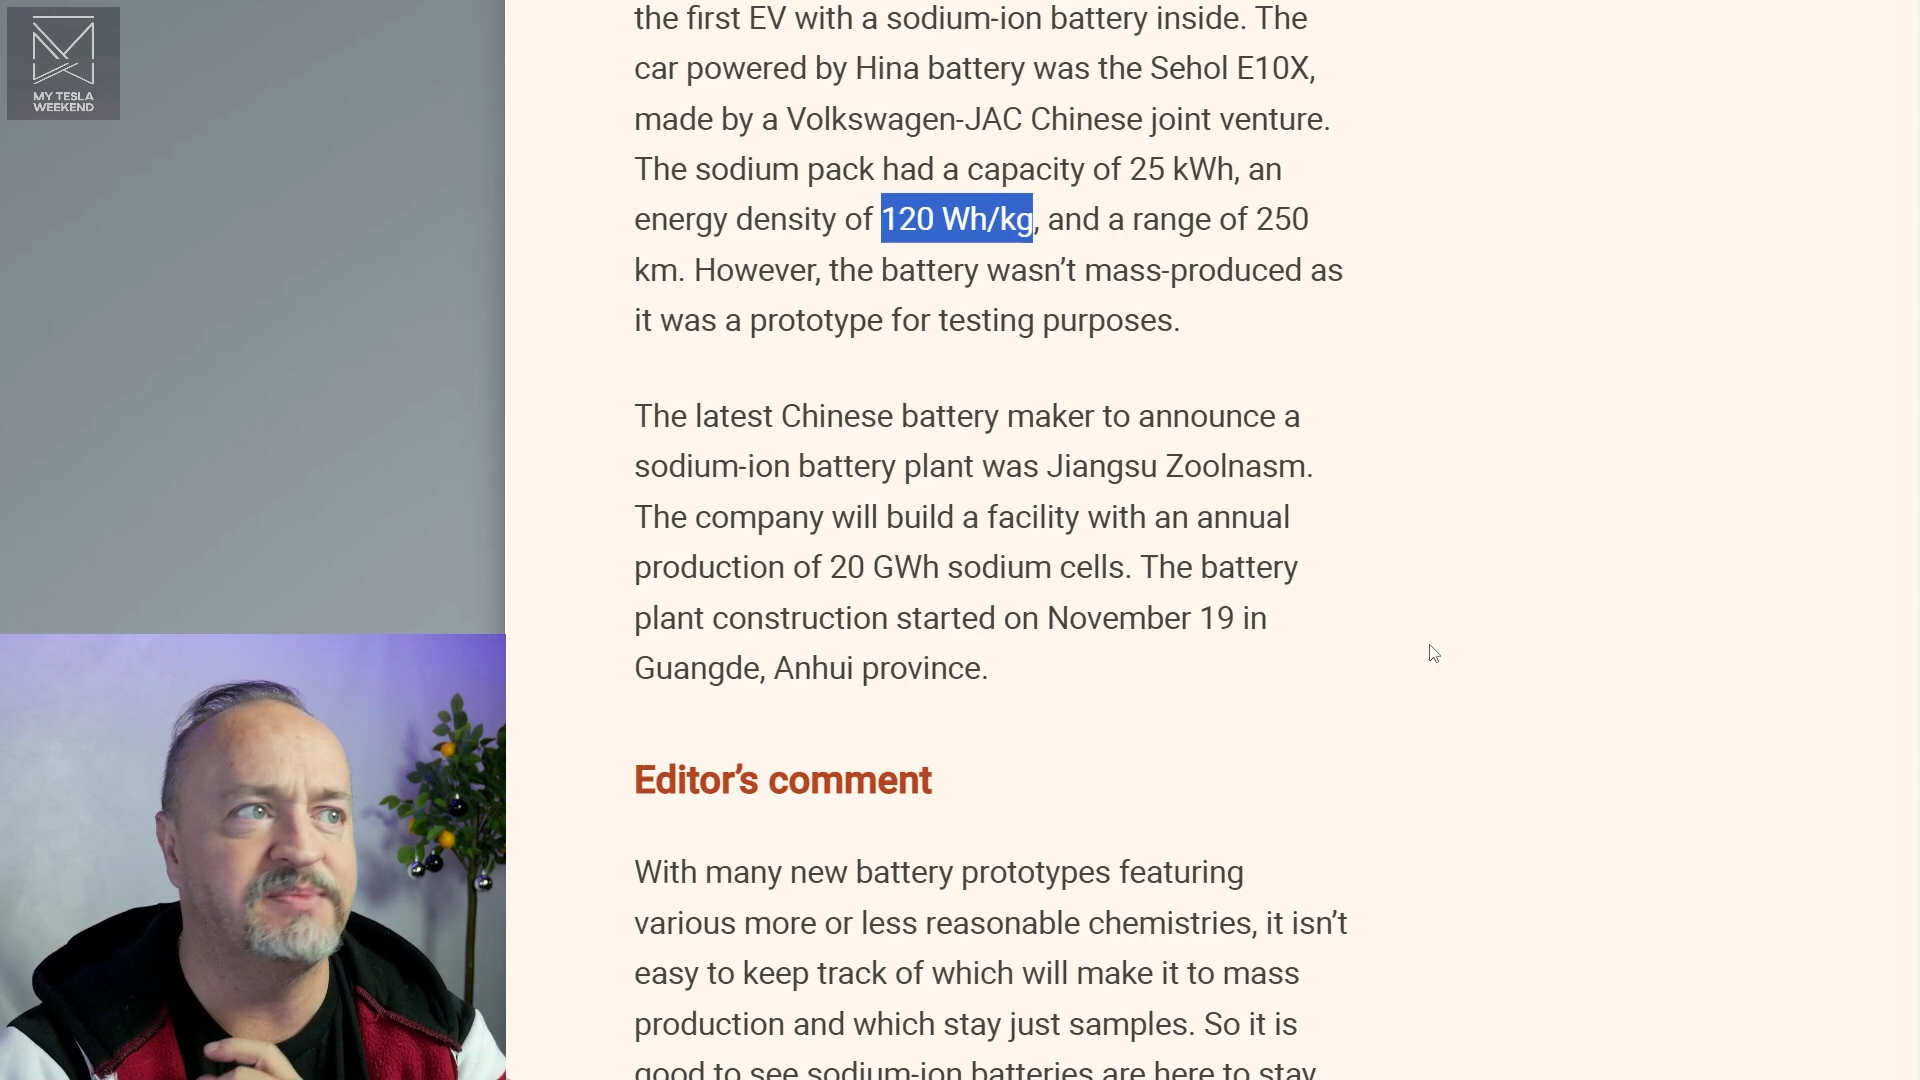 MY TESLA
WEEKEND
the first EV with a sodium-ion battery inside. The
car powered by Hina battery was the Sehol E10X,
made by a Volkswagen-JAC Chinese joint venture.
The sodium pack had a capacity of 25 kWh, an
energy density of 120 Wh/kg, and a range of 250
km. However, the battery wasn’t mass-produced as
it was a prototype for testing purposes.
The latest Chinese battery maker to announce a
sodium-ion battery plant was Jiangsu Zoolnasm.
The company will build a facility with an annual
production of 20 GWh sodium cells. The battery
plant construction started on November 19 in
Guangde, Anhui province.
Editor’s comment
With many new battery prototypes featuring
various more or less reasonable chemistries, it isn’t
easy to keep track of which will make it to mass
production and which stay just samples. So it is
good to see sodium-ion batteries are here to stay